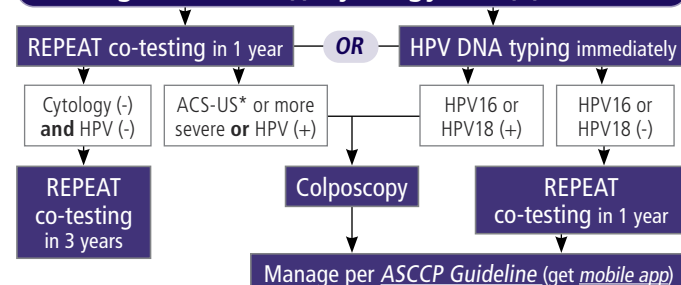 REPEAT co-testing in 1 year
OR
HPV DNA typing immediately
Cytology (-)
and HPV (-)
ACS-US* or more
severe or HPV (+)
HPV16 or
HPV18 (+)
HPV16 or
HPV18 (-)
REPEAT
co-testing
in 3 years
Colposcopy
REPEAT
co-testing in 1 year
Manage per ASCCP Guideline (get mobile app)